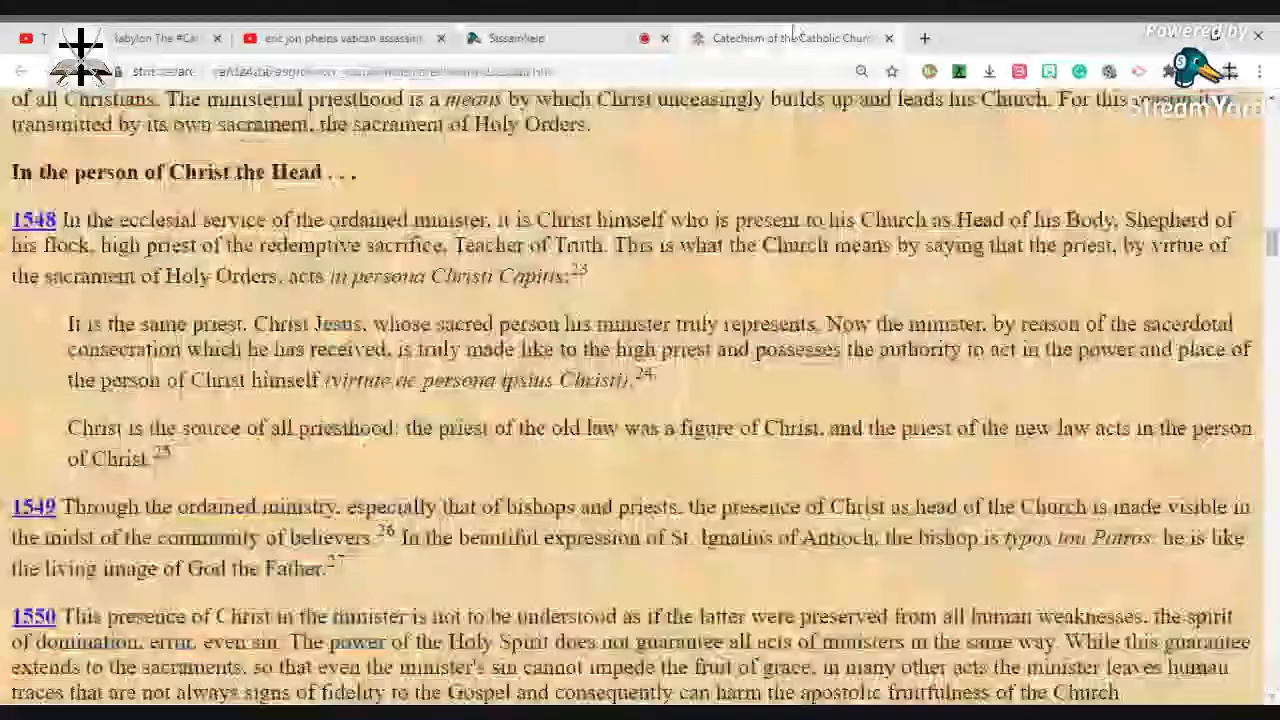 Powered by
T
Babylon The #Car
eric jon phelps vatican assassin
Catholic Churc
Catechism of the
StreamYard
of all Christians. The ministerial priesthood is a means by which Christ unceasingly builds up and leads his Church. For this
transmitted by its own sacrament, the sacrament of Holy Orders.
In the person of Christ the Head . . .
1548 In the ecclesial service of the ordained minister, it is Christ himself who is present to his Church as Head of his Body, Shepherd of
his flock, high priest of the redemptive sacrifice, Teacher of Truth. This is what the Church means by saying that the priest, by virtue of
the sacrament of Holy Orders, acts in persona Christi Capitis:23
It is the same priest, Christ Jesus, whose sacred person his minister truly represents. Now the minister, by reason of the sacerdotal
consecration which he has received, is truly made like to the high priest and possesses the authority to act in the power and place of
the person of Christ himself (virtute ac persona ipsius Christi).24
Christ is the source of all priesthood: the priest of the old law was a figure of Christ, and the priest of the new law acts in the person
of Christ.25
1549 Through the ordained ministry, especially that of bishops and priests, the presence of Christ as head of the Church is made visible in
the midst of the community of believers.26 In the beautiful expression of St. Ignatius of Antioch, the bishop is typos tou Patros: he is like
the living image of God the Father.27
1550 This presence of Christ in the minister is not to be understood as if the latter were preserved from all human weaknesses, the spirit
of domination, error, even sin. The power of the Holy Spirit does not guarantee all acts of ministers in the same way. While this guarantee
extends to the sacraments, so that even the minister's sin cannot impede the fruit of grace, in many other acts the minister leaves human
traces that are not always signs of fidelity to the Gospel and consequently can harm the apostolic fruitfulness of the Church